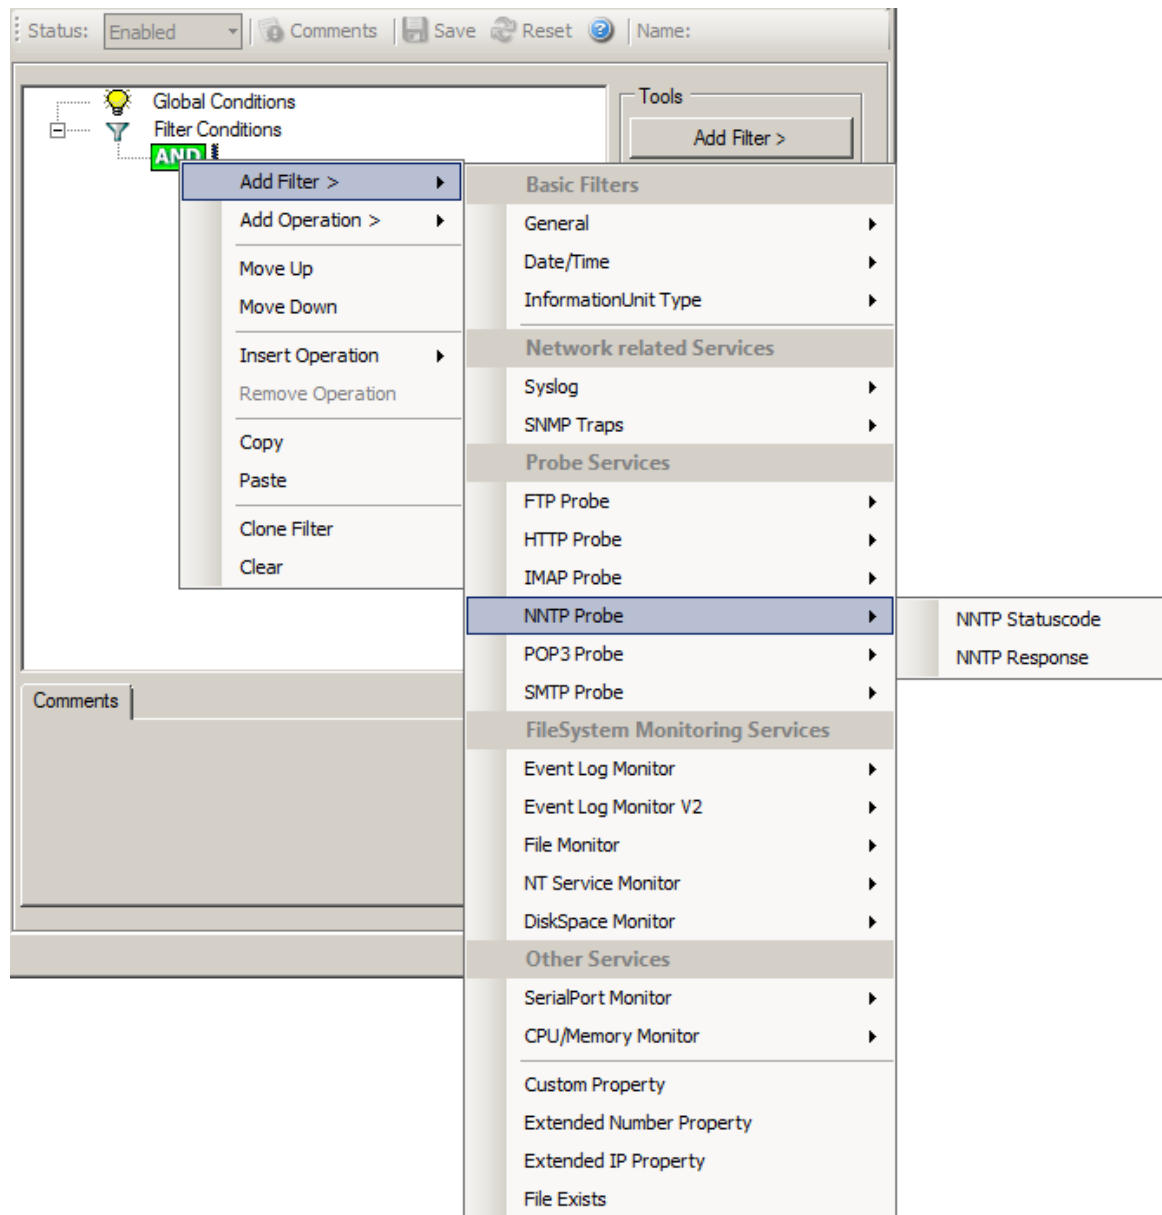 Status: Enabled Comments Save Reset Name:
Global Conditions
Filter Conditions
AND
Tools
Add Filter >
Add Filter >
Add Operation >
Move Up
Move Down
Insert Operation
Remove Operation
Copy
Paste
Clone Filter
Clear
Basic Filters
General
Date/Time
InformationUnit Type
Network related Services
Syslog
SNMP Traps
Probe Services
FTP Probe
HTTP Probe
IMAP Probe
NNTP Probe
POP3 Probe
SMTP Probe
FileSystem Monitoring Services
Event Log Monitor
Event Log Monitor V2
File Monitor
NT Service Monitor
DiskSpace Monitor
Other Services
SerialPort Monitor
CPU/Memory Monitor
Custom Property
Extended Number Property
Extended IP Property
File Exists
NNTP Statuscode
NNTP Response
Comments